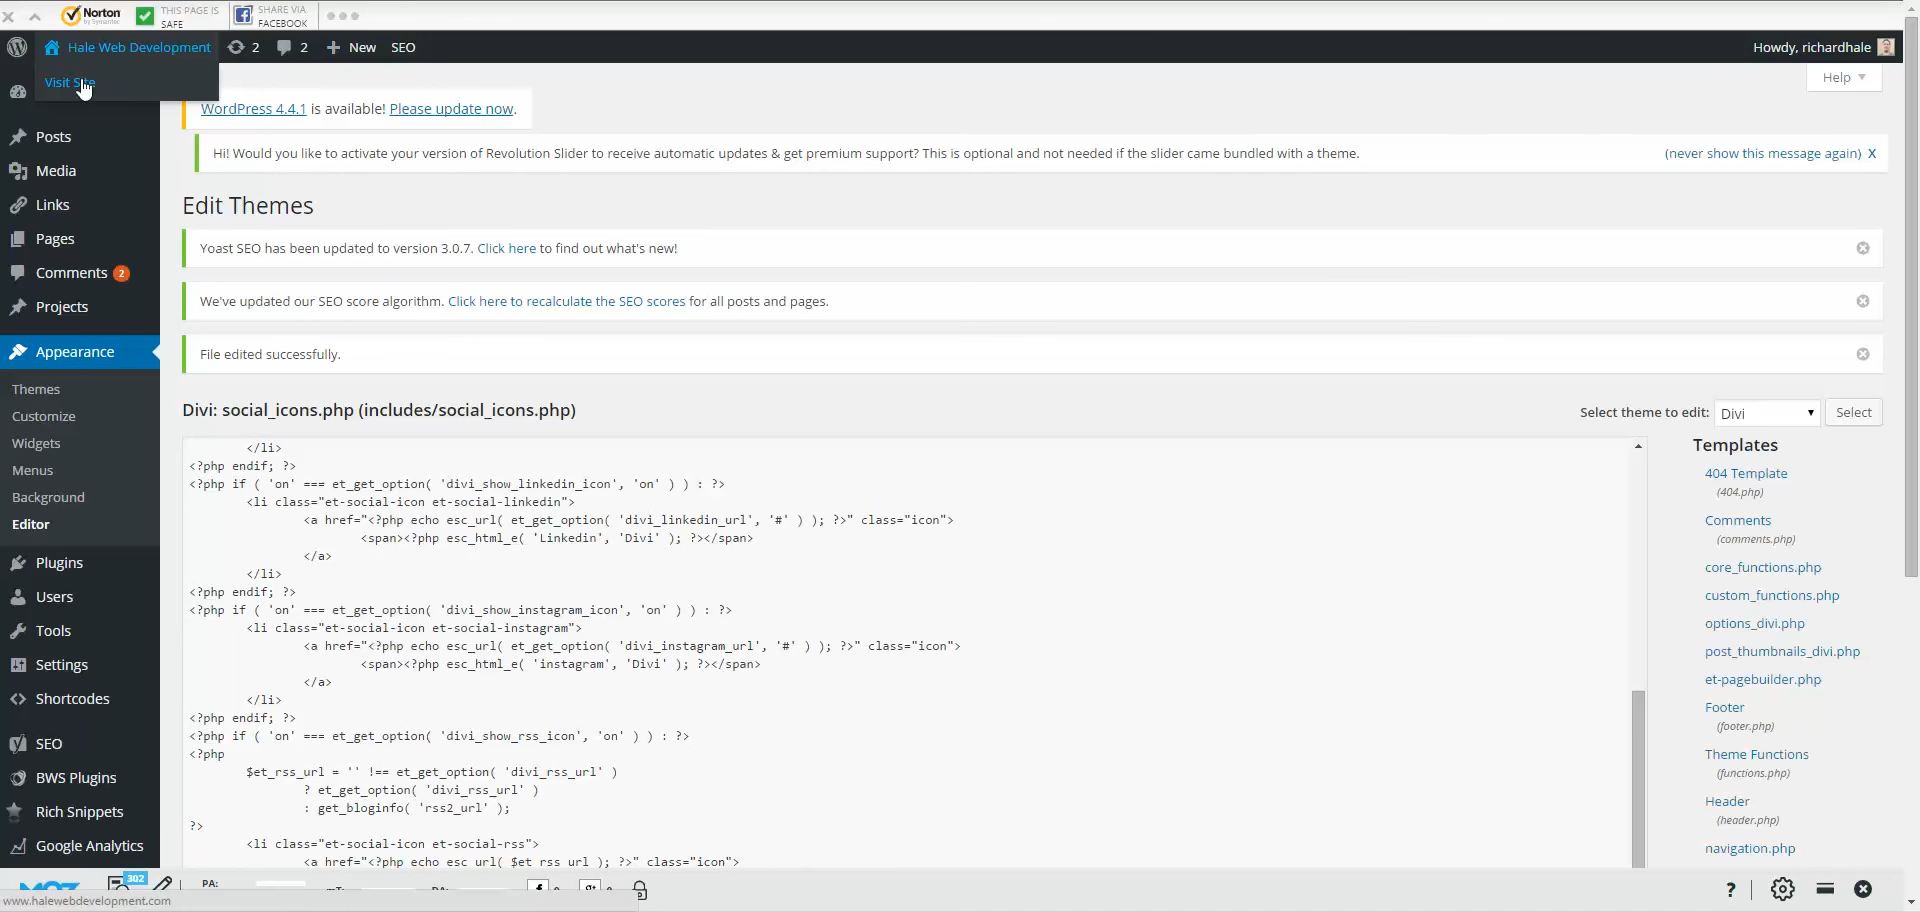 Norton
by Symantec
THIS PAGE IS
SAFE
SHARE VIA
FACEBOOK
Hale Web Development
2
2
New
SEO
Howdy, richardhale
Visit Site
Help
WordPress 4.4.1 is available! Please update now.
Hi! Would you like to activate your version of Revolution Slider to receive automatic updates & get premium support? This is optional and not needed if the slider came bundled with a theme.
(never show this message again) X
Edit Themes
Yoast SEO has been updated to version 3.0.7. Click here to find out what's new!
We've updated our SEO score algorithm. Click here to recalculate the SEO scores for all posts and pages.
File edited successfully.
Posts
Media
Links
Pages
Comments 2
Projects
Appearance
Themes
Customize
Widgets
Menus
Background
Editor
Plugins
Users
Tools
Settings
Shortcodes
SEO
BWS Plugins
Rich Snippets
Google Analytics
Divi: social_icons.php (includes/social_icons.php)
Select theme to edit: Divi Select
</li>
<?php endif; ?>
<?php if ( 'on' === et_get_option( 'divi_show_linkedin_icon', 'on' ) ) : ?>
<li class="et-social-icon et-social-linkedin">
<a href="<?php echo esc_url( et_get_option( 'divi_linkedin_url', '#' ) ); ?>" class="icon">
<span><?php esc_html_e( 'Linkedin', 'Divi' ); ?></span>
</a>
</li>
<?php endif; ?>
<?php if ( 'on' === et_get_option( 'divi_show_instagram_icon', 'on' ) ) : ?>
<li class="et-social-icon et-social-instagram">
<a href="<?php echo esc_url( et_get_option( 'divi_instagram_url', '#' ) ); ?>" class="icon">
<span><?php esc_html_e( 'instagram', 'Divi' ); ?></span>
</a>
</li>
<?php endif; ?>
<?php if ( 'on' === et_get_option( 'divi_show_rss_icon', 'on' ) ) : ?>
<?php
$et_rss_url = '' !== et_get_option( 'divi_rss_url' )
? et_get_option( 'divi_rss_url' )
: get_bloginfo( 'rss2_url' );
?>
<li class="et-social-icon et-social-rss">
<a href="<?php echo esc_url( $et_rss_url ); ?>" class="icon">
Templates
404 Template
(404.php)
Comments
(comments.php)
core_functions.php
custom_functions.php
options_divi.php
post_thumbnails_divi.php
et-pagebuilder.php
Footer
(footer.php)
Theme Functions
(functions.php)
Header
(header.php)
navigation.php
MOZ
302
PA:
?
www.halewebdevelopment.com